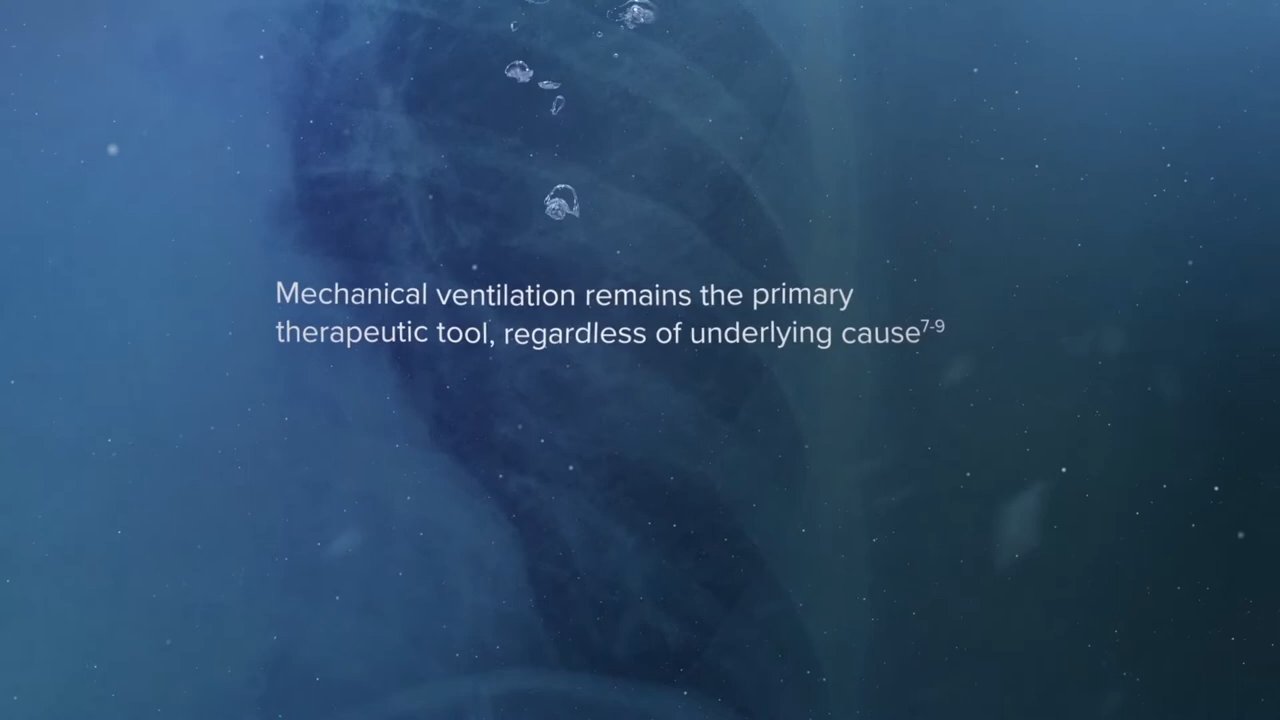 Mechanical ventilation remains the primary
therapeutic tool, regardless of underlying cause7-9